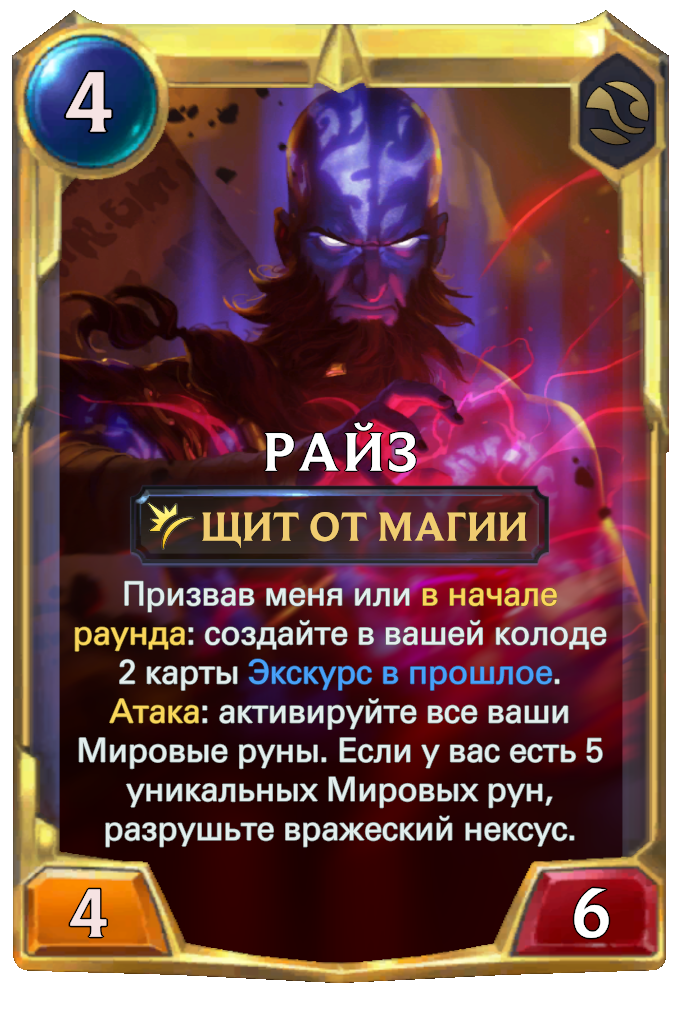 4
РАЙЗ
ЩИТ ОТ МАГИИ
Призвав меня или в начале
раунда: создайте в вашей колоде
2 карты Экскурс в прошлое.
Атака: активируйте все ваши
Мировые руны. Если у вас есть 5
уникальных Мировых рун,
разрушьте вражеский нексус.
4
6